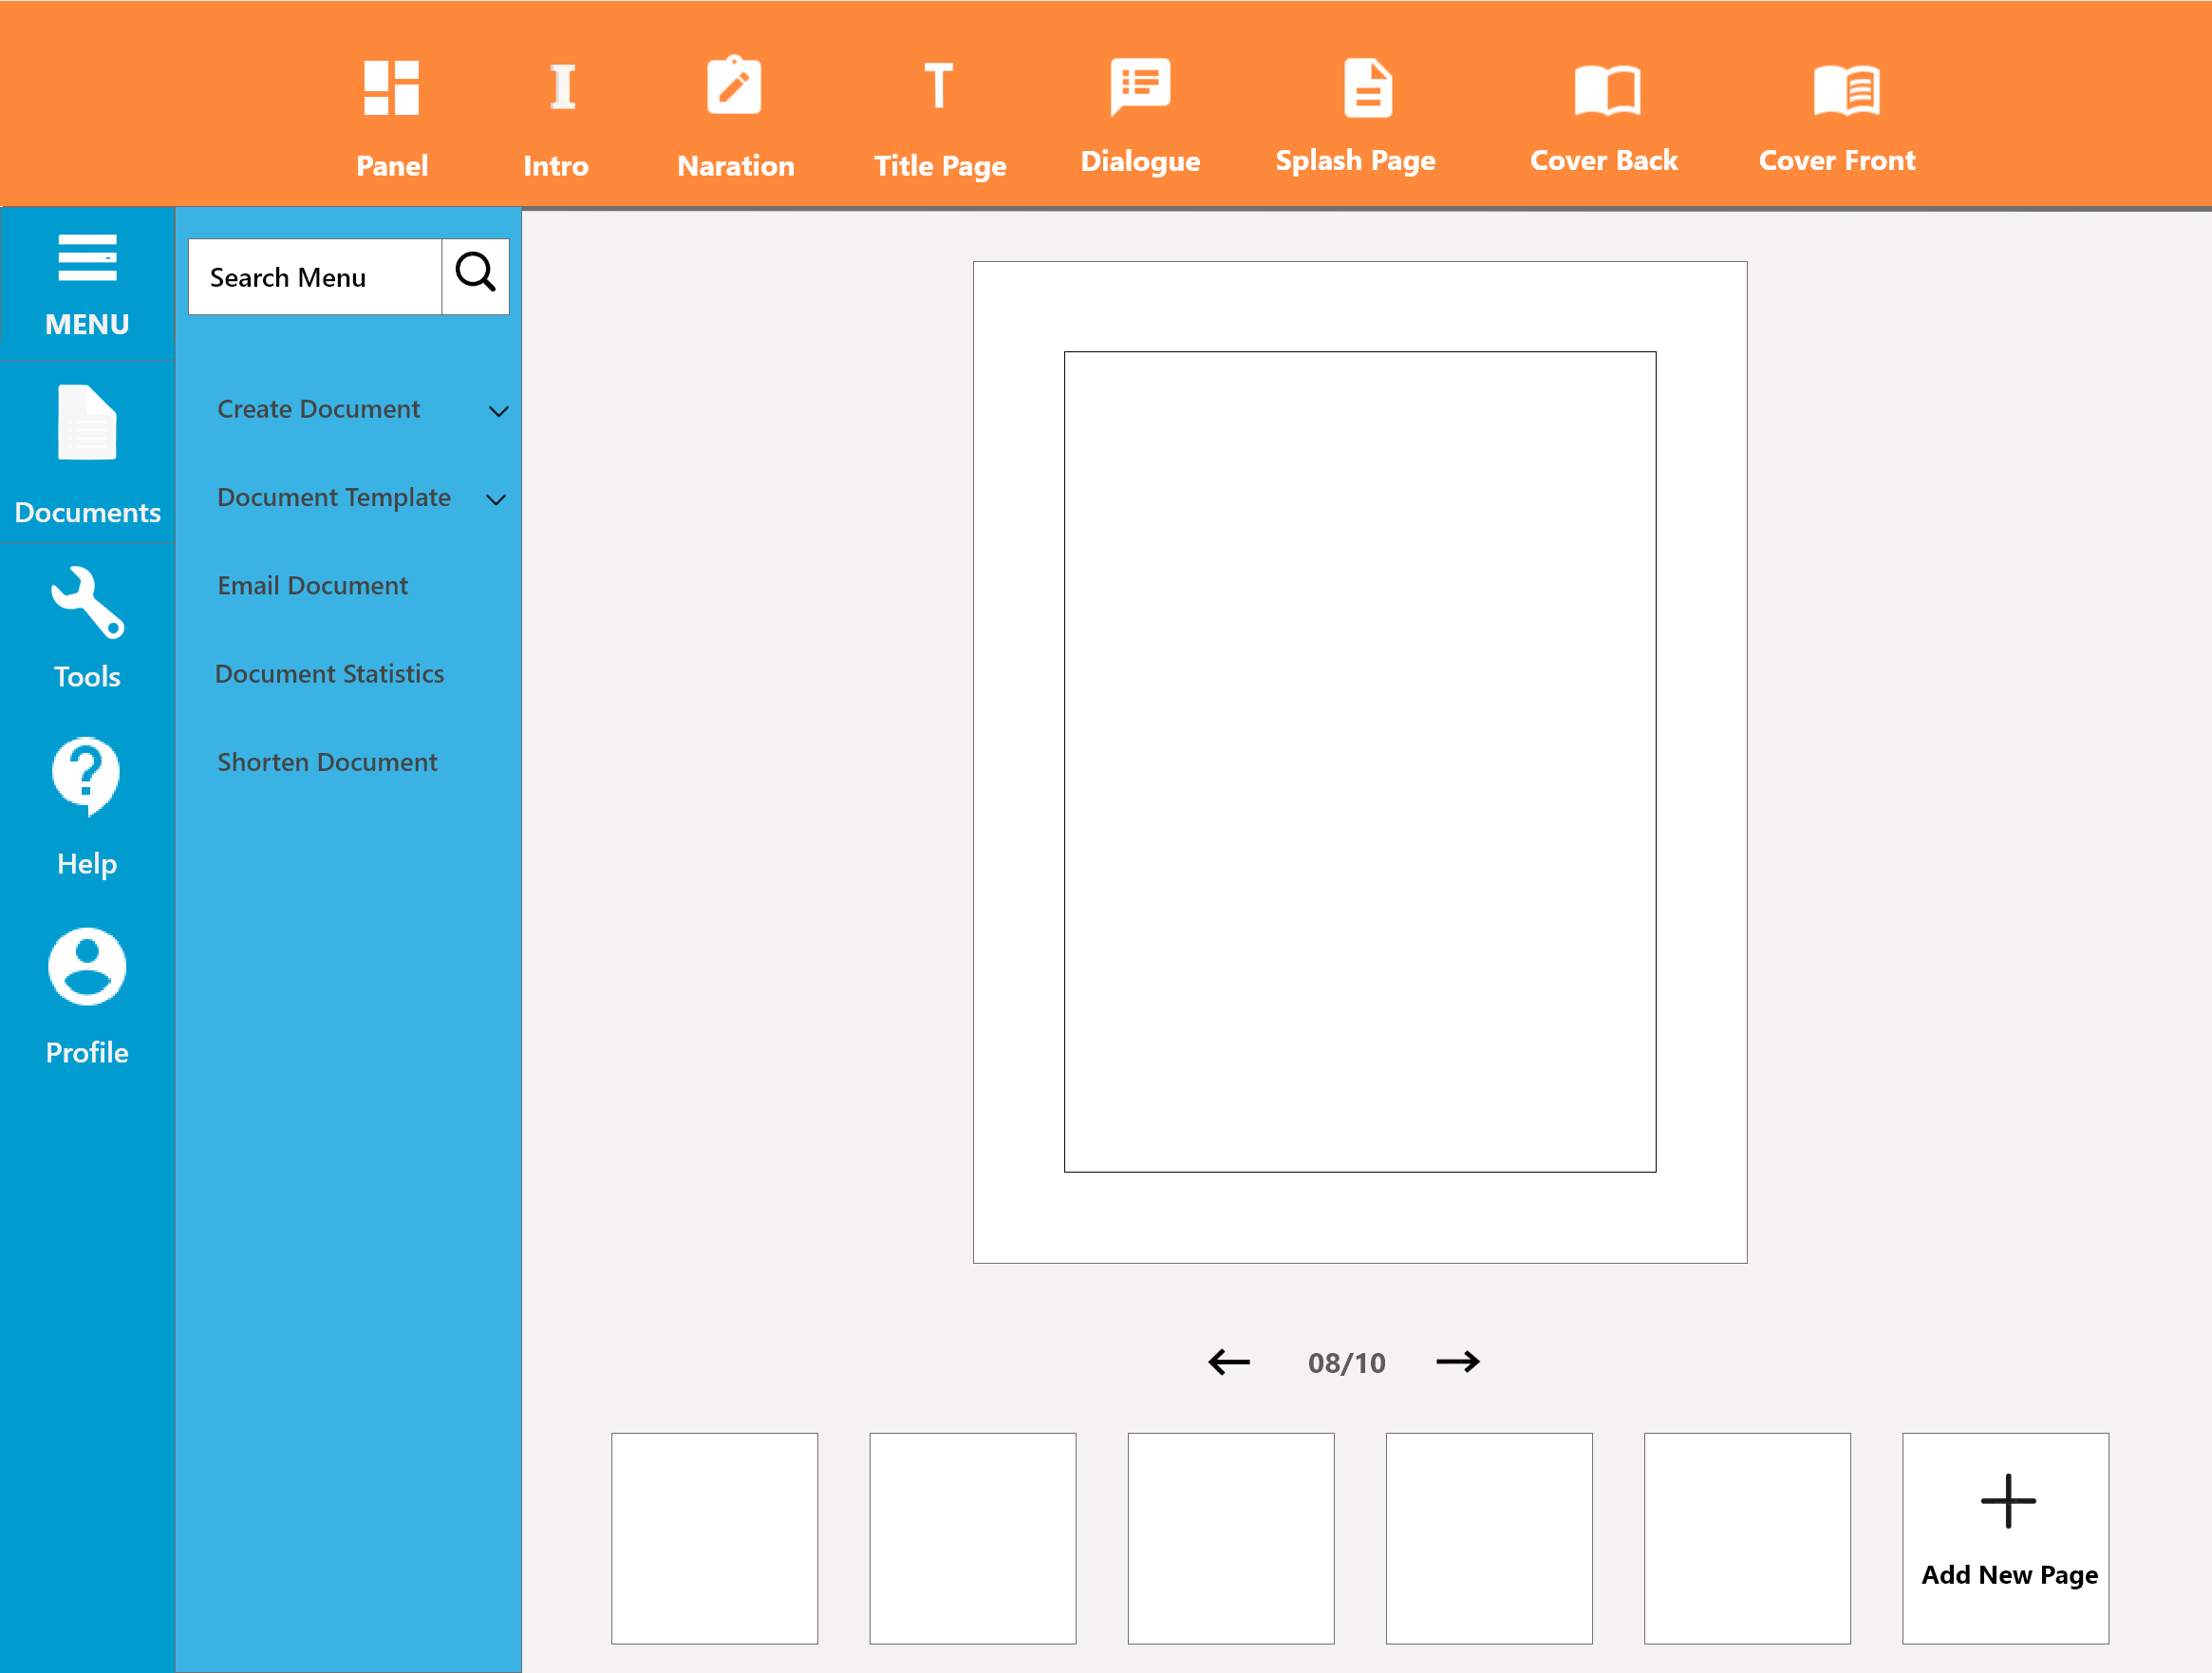 Panel
Intro
Naration
Title Page
Dialogue
Splash Page
Cover Back
Cover Front
MENU
Documents
Tools
Help
Profile
Search Menu
Create Document
Document Template
Email Document
Document Statistics
Shorten Document
08/10
Add New Page